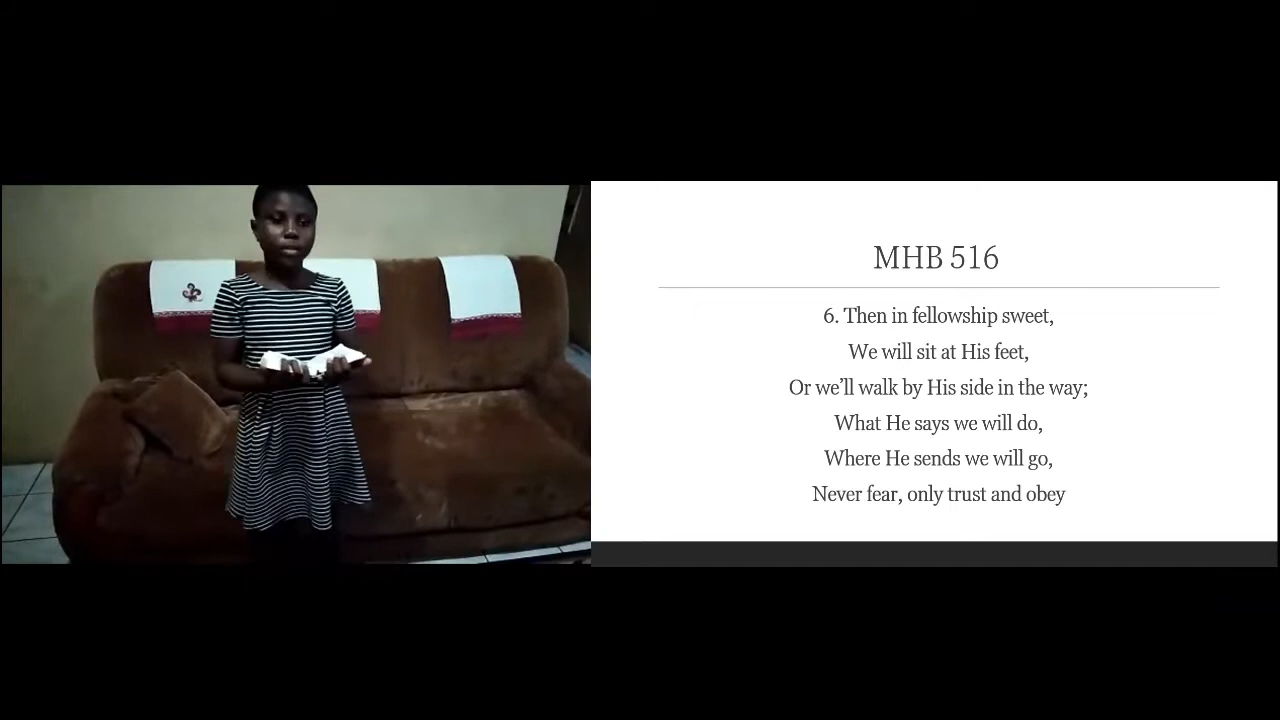 MHB 516
6. Then in fellowship sweet,
We will sit at His feet,
Or we’ll walk by His side in the way;
What He says we will do,
Where He sends we will go,
Never fear, only trust and obey